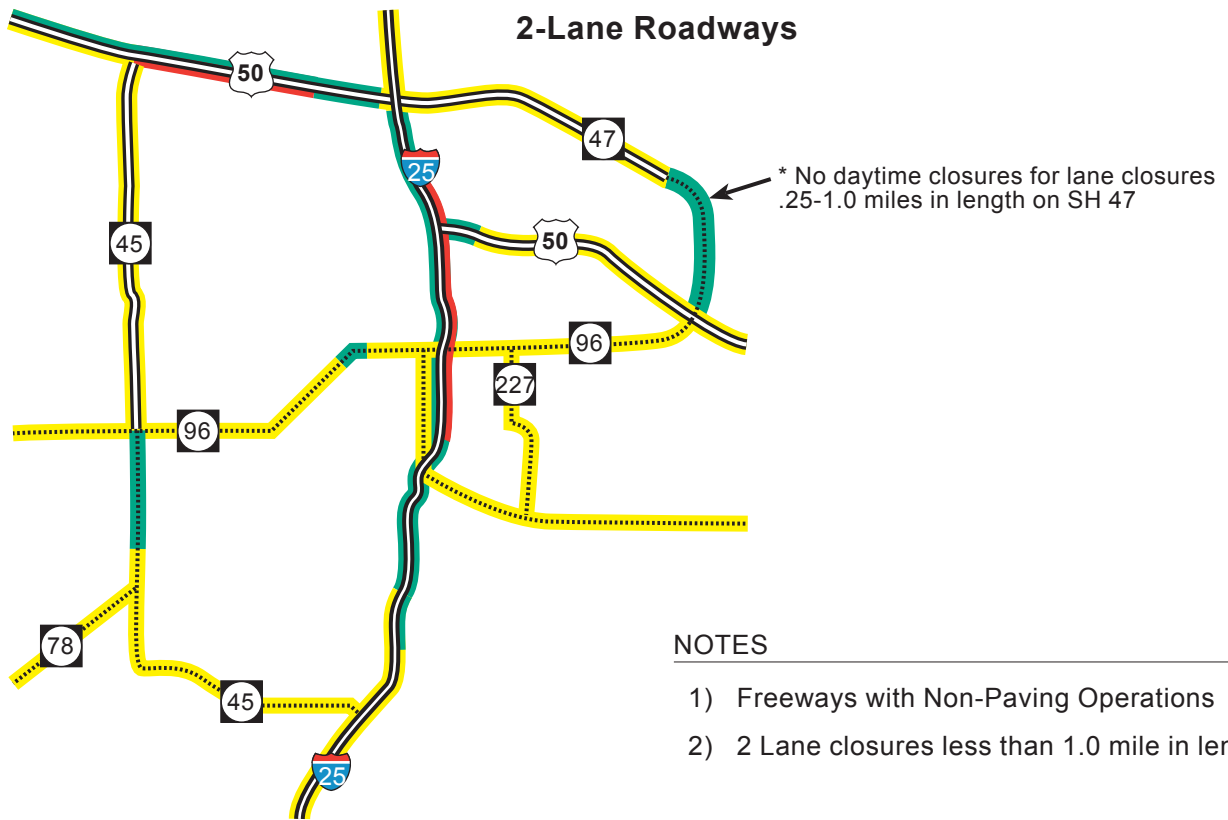 2-Lane Roadways
50
47
25
* No daytime closures for lane closures
.25-1.0 miles in length on SH 47
45
50
96
227
96
78
45
25
NOTES
1) Freeways with Non-Paving Operations
2) 2 Lane closures less than 1.0 mile in ler